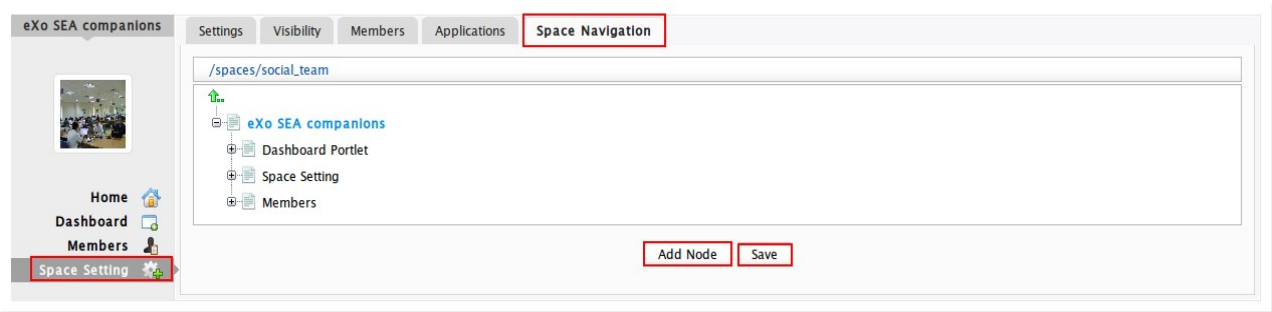 eXo SEA companions
Settings Visibility Members Applications Space Navigation
/spaces/social_team
eXo SEA companions
Dashboard Portlet
Space Setting
Members
Home
Dashboard
Members
Space Setting
Add Node Save